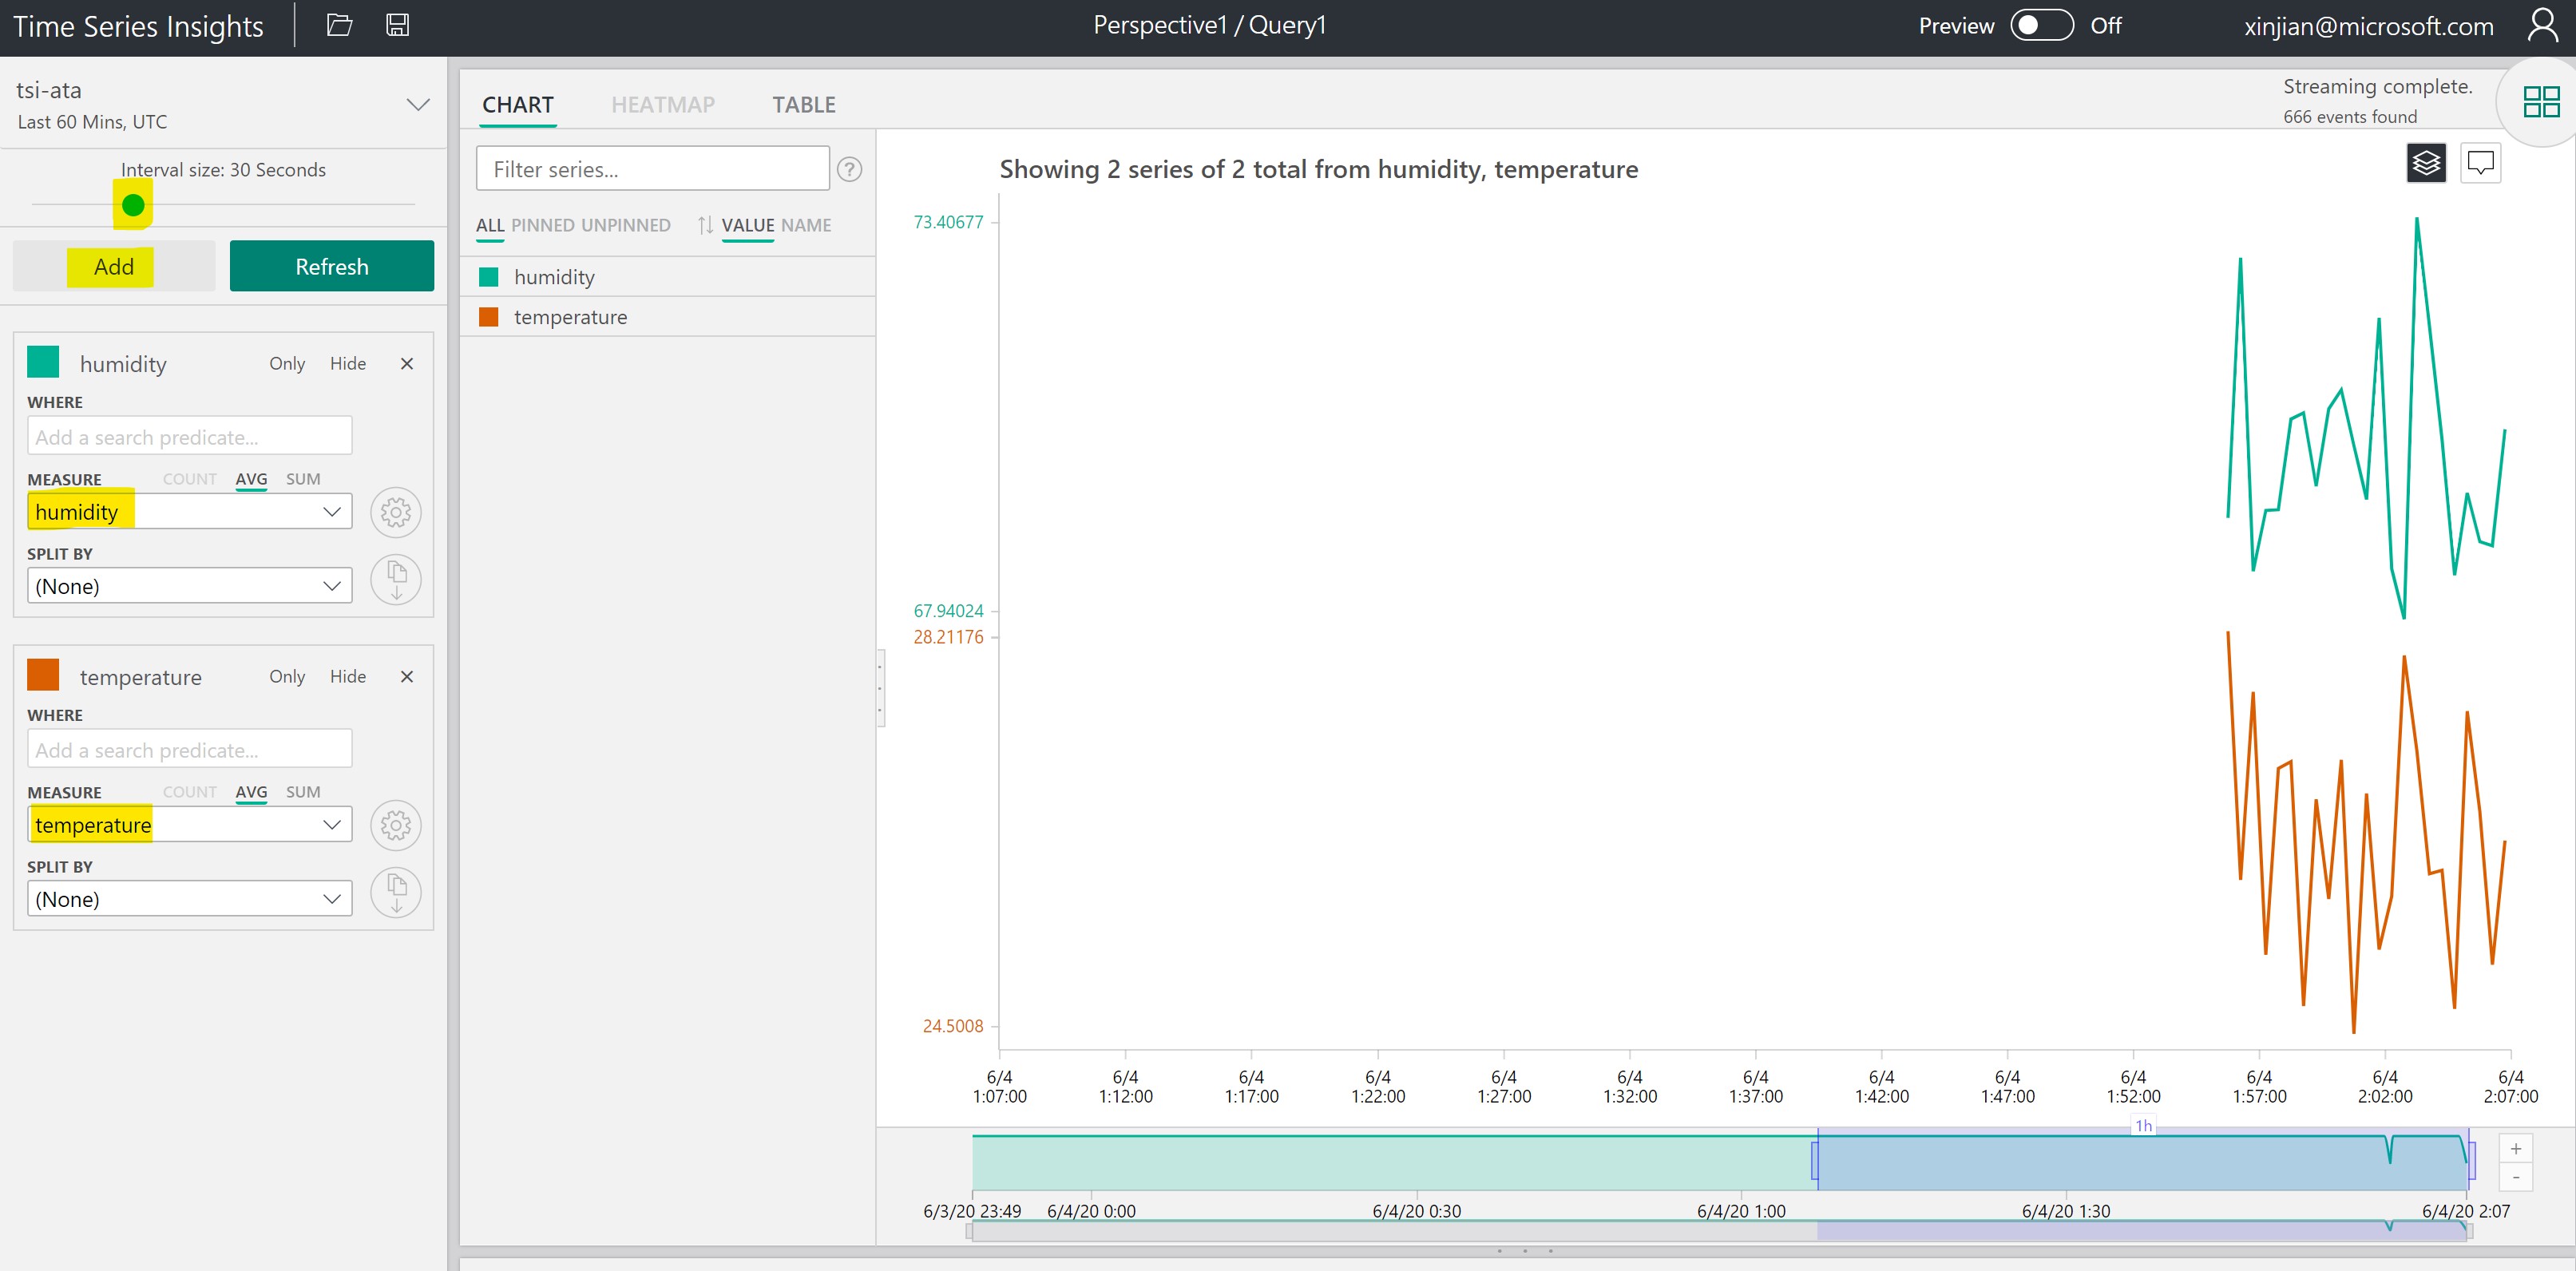 Time Series Insights
Perspective1 / Query1
Preview Off
xinjian@microsoft.com
tsi-ata
Last 60 Mins, UTC
Interval size: 30 Seconds
Add Refresh
humidity Only Hide ×
WHERE
Add a search predicate...
MEASURE COUNT AVG SUM
humidity
SPLIT BY
(None)
temperature Only Hide ×
WHERE
Add a search predicate...
MEASURE COUNT AVG SUM
temperature
SPLIT BY
(None)
CHART HEATMAP TABLE
Streaming complete.
666 events found
Filter series... ?
ALL PINNED UNPINNED VALUE NAME
humidity
temperature
Showing 2 series of 2 total from humidity, temperature
73.40677
67.94024
28.21176
24.5008
6/4 6/4 6/4 6/4 6/4 6/4 6/4 6/4 6/4 6/4 6/4 6/4 6/4
1:07:00 1:12:00 1:17:00 1:22:00 1:27:00 1:32:00 1:37:00 1:42:00 1:47:00 1:52:00 1:57:00 2:02:00 2:07:00
1h
+
-
6/3/20 23:49 6/4/20 0:00 6/4/20 0:30 6/4/20 1:00 6/4/20 1:30 6/4/20 2:07